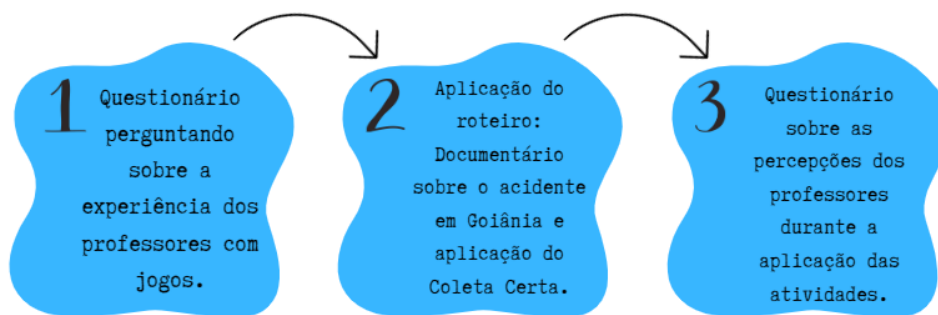 1
Questionário
perguntando
sobre a
experiência dos
professores com
jogos.
2
Aplicação do
roteiro:
Documentário
sobre o acidente
em Goiânia e
aplicação do
Coleta Certa.
3
Questionário
sobre as
percepções dos
professores
durante a
aplicação das
atividades.